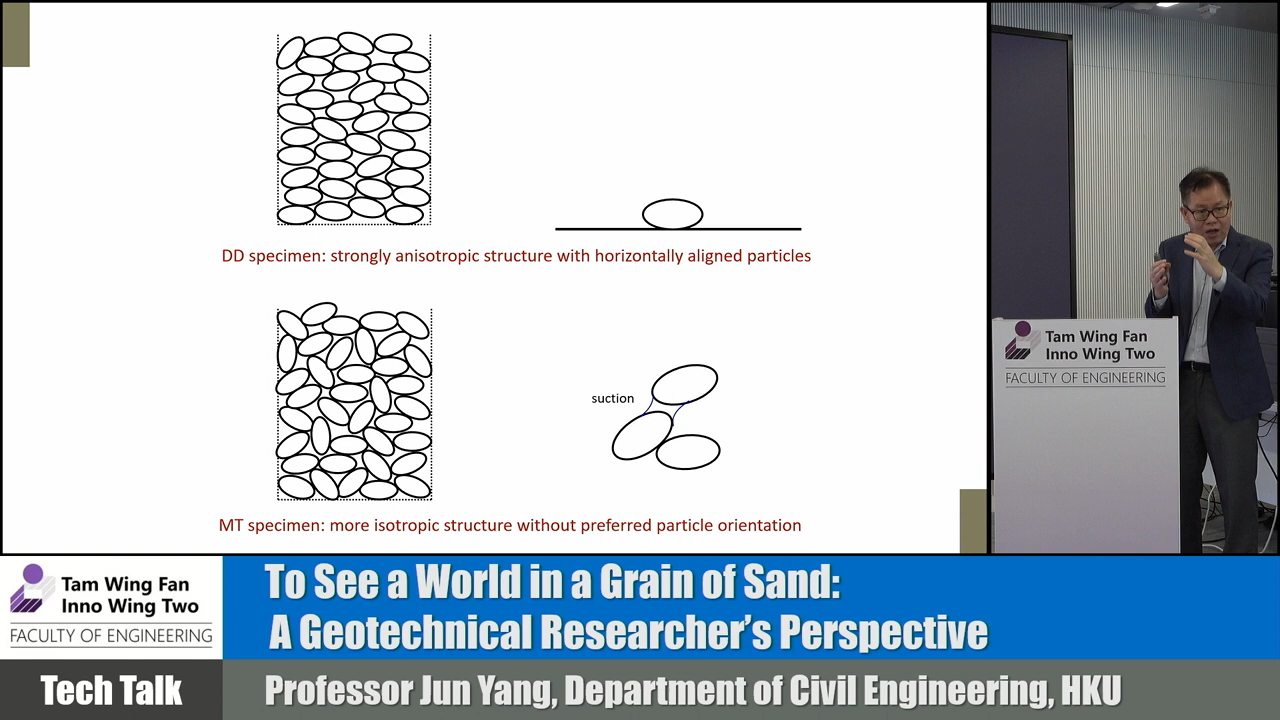 DD specimen: strongly anisotropic structure with horizontally aligned particles
suction
MT specimen: more isotropic structure without preferred particle orientation
Tam Wing Fan
Inno Wing Two
FACULTY OF ENGINEERING
Tam Wing Fan
Inno Wing Two
FACULTY OF ENGINEERING
To See a World in a Grain of Sand:
A Geotechnical Researcher’s Perspective
Tech Talk
Professor Jun Yang, Department of Civil Engineering, HKU